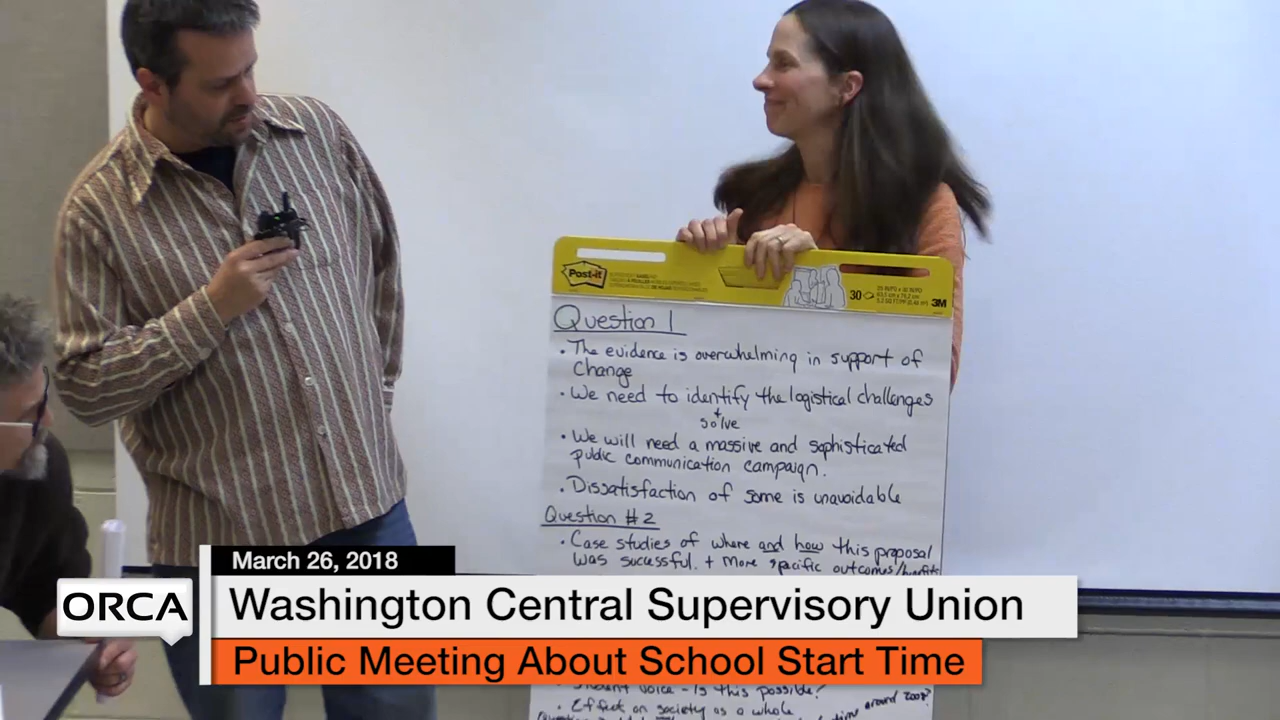 Post-it
30
3M
Question 1
• The evidence is overwhelming in support of
change
• We need to identify the logistical challenges
+
solve
• We will need a massive and sophisticated
public communication campaign.
• Dissatisfaction of some is unavoidable
Question #2
• Case studies of where and how this proposal
was successful. + More specific outcomes/benefits
March 26, 2018
ORCA
Washington Central Supervisory Union
Public Meeting About School Start Time
• Student voice - Is this possible?
• Effect on society as a whole
around 2008?